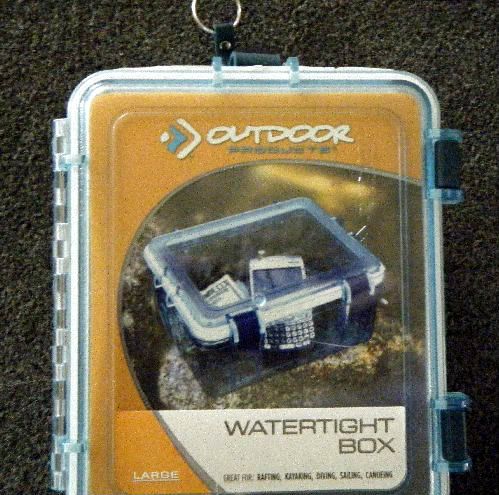 OUTDOOR
PRODUCTS
WATERTIGHT
BOX
LARGE
GREAT FOR: RAFTING, KAYAKING, DIVING, SAILING, CANOEING